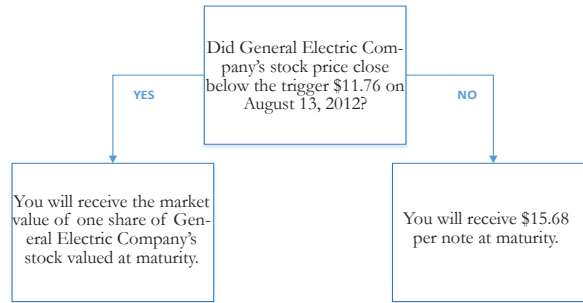 Did General Electric Com-
pany's stock price close
below the trigger $11.76 on
August 13, 2012?
YES
NO
You will receive the market
value of one share of Gen-
eral Electric Company's
stock valued at maturity.
You will receive $15.68
per note at maturity.